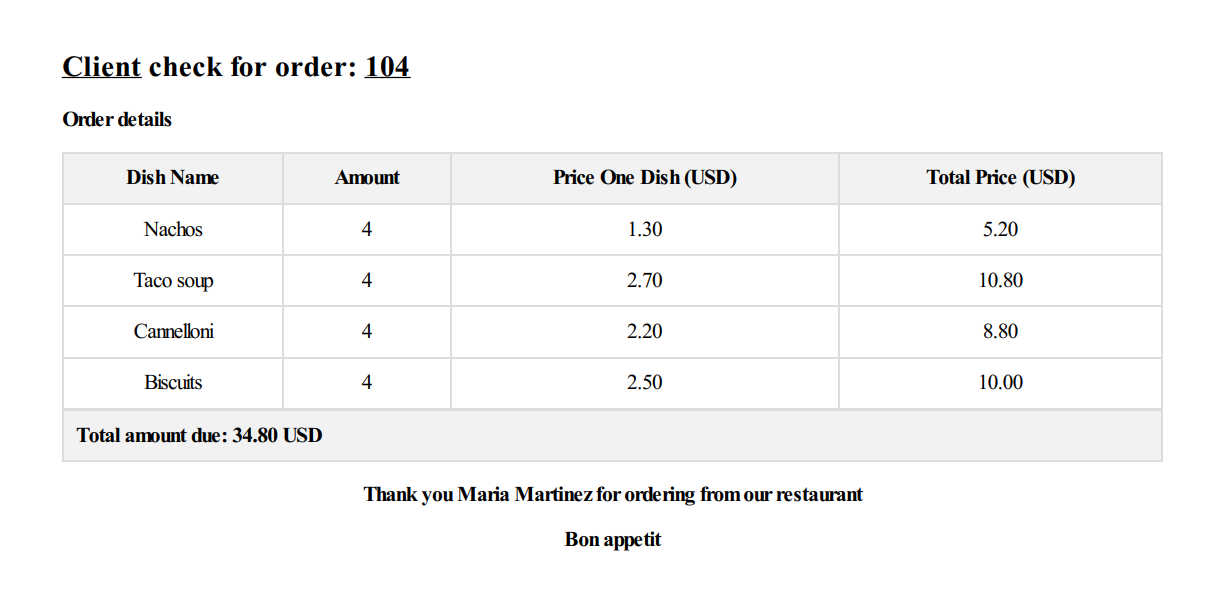 Client check for order: 104
Order details
Dish Name Amount Price One Dish (USD) Total Price (USD)
Nachos 4 1.30 5.20
Taco soup 4 2.70 10.80
Cannelloni 4 2.20 8.80
Biscuits 4 2.50 10.00
Total amount due: 34.80 USD
Thank you Maria Martinez for ordering from our restaurant
Bon appetit